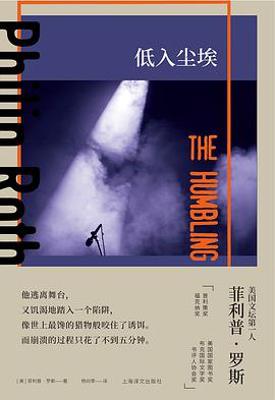 低入尘埃
Philip Roth
THE HUMBLING
美国文坛第一人
菲利普·罗斯
普利策奖
福克纳奖
美国国家图书奖
布克国际文学奖
书评人协会奖
他逃离舞台，
又饥渴地踏入一个陷阱，
像世上最馋的猎物般咬住了诱饵。
而崩溃的过程只花了不到五分钟。
[美] 菲利普·罗斯—著
上海译文出版社